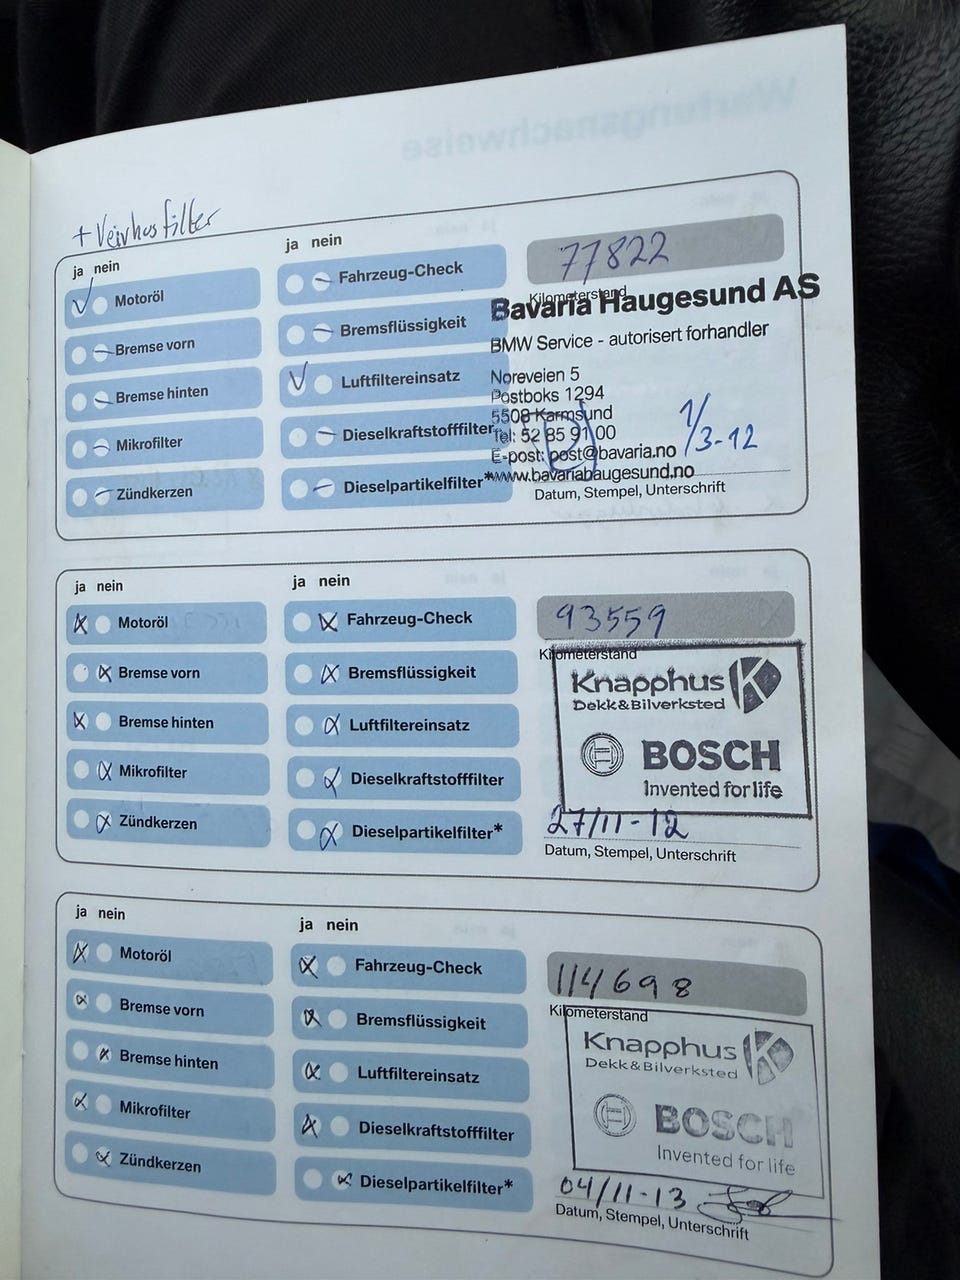 Wartungsnachweise
+ Veivhus filter
ja nein
Motoröl
Bremse vorn
Bremse hinten
Mikrofilter
Zündkerzen
ja nein
Fahrzeug-Check
Bremsflüssigkeit
Luftfiltereinsatz
Dieselkraftstofffilter
Dieselpartikelfilter*
77822
Kilometerstand
Bavaria Haugesund AS
BMW Service - autorisert forhandler
Noreveien 5
Postboks 1294
5508 Karmsund
Tel: 52 85 91 00
E-post: post@bavaria.no
www.bavariahaugesund.no
1/3-12
Datum, Stempel, Unterschrift
ja nein
Motoröl
Bremse vorn
Bremse hinten
Mikrofilter
Zündkerzen
ja nein
Fahrzeug-Check
Bremsflüssigkeit
Luftfiltereinsatz
Dieselkraftstofffilter
Dieselpartikelfilter*
93559
Kilometerstand
Knapphus K
Dekk&Bilverksted
BOSCH
Invented for life
27/11-12
Datum, Stempel, Unterschrift
ja nein
Motoröl
Bremse vorn
Bremse hinten
Mikrofilter
Zündkerzen
ja nein
Fahrzeug-Check
Bremsflüssigkeit
Luftfiltereinsatz
Dieselkraftstofffilter
Dieselpartikelfilter*
114698
Kilometerstand
Knapphus K
Dekk&Bilverksted
BOSCH
Invented for life
04/11-13
Datum, Stempel, Unterschrift